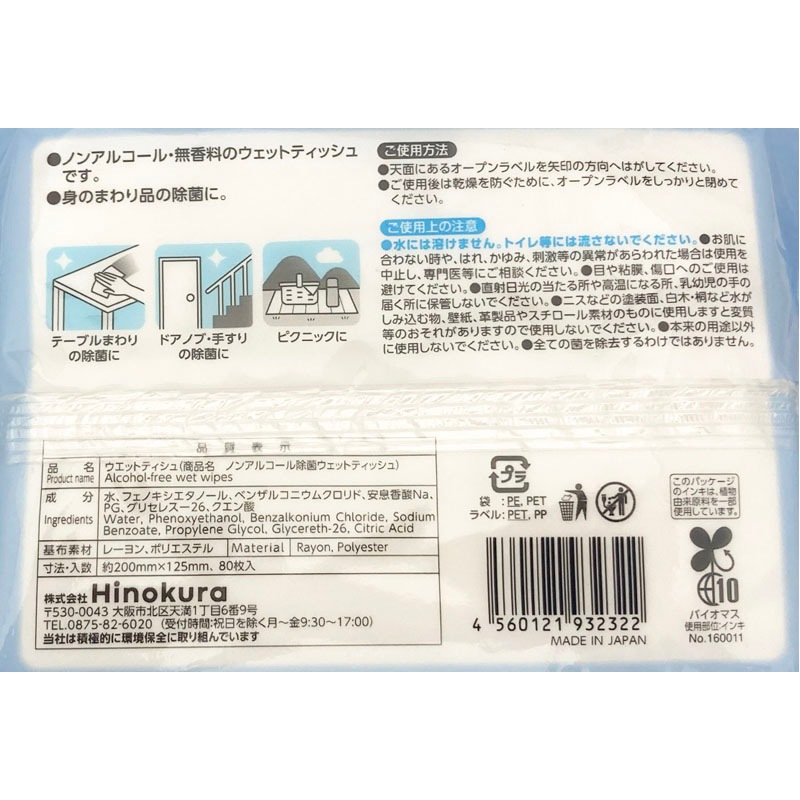 ●ノンアルコール・無香料のウェットティッシュ
です。
●身のまわり品の除菌に。
テーブルまわり
の除菌に
ドアノブ・手すり
の除菌に
ピクニックに
ご使用方法
●天面にあるオープンラベルを矢印の方向へはがしてください。
●ご使用後は乾燥を防ぐために、オープンラベルをしっかりと閉めて
ください。
ご使用上の注意
●水には溶けません。トイレ等には流さないでください。●お肌に
合わない時や、はれ、かゆみ、刺激等の異常があらわれた場合は使用を
中止し、専門医等にご相談ください。●目や粘膜、傷口へのご使用は
避けてください。●直射日光の当たる所や高温になる所、乳幼児の手の
届く所に保管しないでください。●ニスなどの塗装面、白木・桐など水が
しみ込む物、壁紙、革製品やスチロール素材のものに使用しますと変質
等のおそれがありますので使用しないでください。●本来の用途以外
に使用しないでください。●全ての菌を除去するわけではありません。
品質表示
品名 ウエットティシュ(商品名 ノンアルコール除菌ウェットティッシュ)
Product name Alcohol-free wet wipes
成分 水、フェノキシエタノール、ベンザルコニウムクロリド、安息香酸Na、
Ingredients PG、グリセレス-26、クエン酸
Water, Phenoxyethanol, Benzalkonium Chloride, Sodium
Benzoate, Propylene Glycol, Glycereth-26, Citric Acid
基布素材 レーヨン、ポリエステル Material Rayon, Polyester
寸法・入数 約200mm×125mm、80枚入
株式会社 Hinokura
〒530-0043 大阪市北区天満1丁目6番9号
TEL.0875-82-6020 (受付時間:祝日を除く月~金9:30~17:00)
当社は積極的に環境保全に取り組んでいます
プラ
袋 : PE, PET
ラベル: PET, PP
4 560121 932322
MADE IN JAPAN
このパッケージ
のインキは、植物
由来原料を一部
使用しています。
10
バイオマス
使用部位:インキ
No.160011